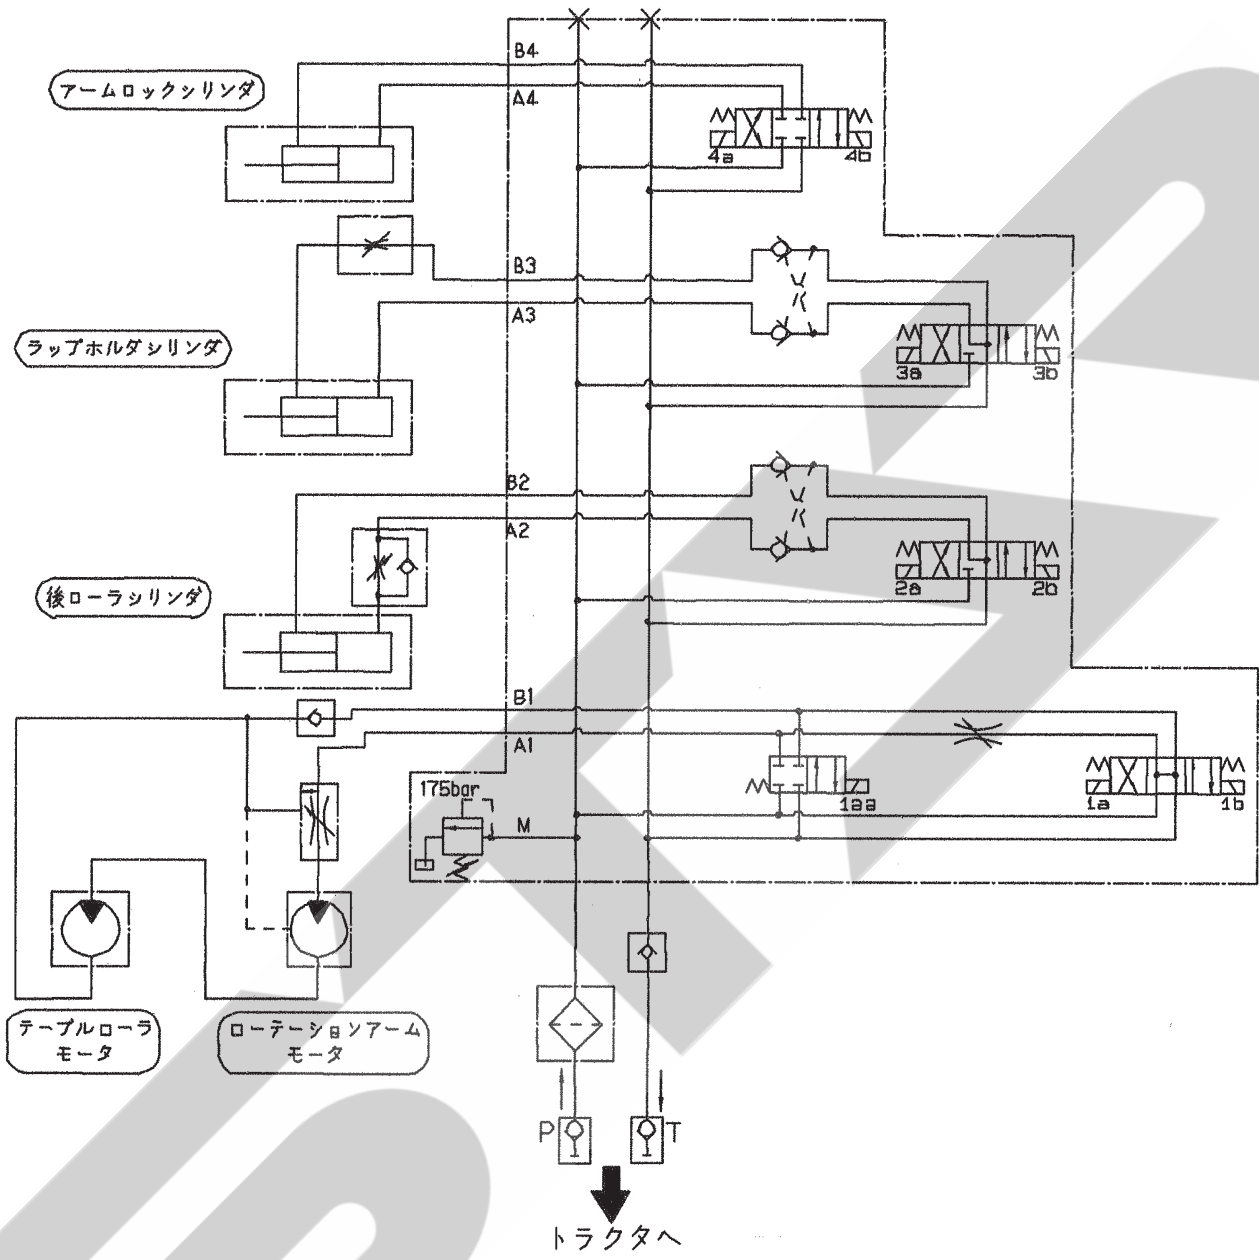 B4
アームロックシリンダ
A4
4a
4b
B3
A3
ラップホルダシリンダ
3a
3b
B2
A2
後ローラシリンダ
2a
2b
B1
A1
175bar
1aa
1a
1b
M
テーブルローラ
モータ
ローテーションアーム
モータ
P
T
トラクタへ